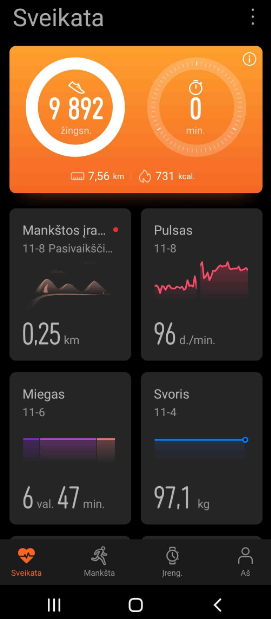 Sveikata
9 892
žingsn.
0
min.
7,56 km
731 kcal
Mankštos įra...
11-8 Pasivaikšči...
0,25 km
Pulsas
11-8
96 d./min.
Miegas
11-6
6 val. 47 min.
Svoris
11-4
97,1 kg
Sveikata
Mankšta
Įreng.
Aš